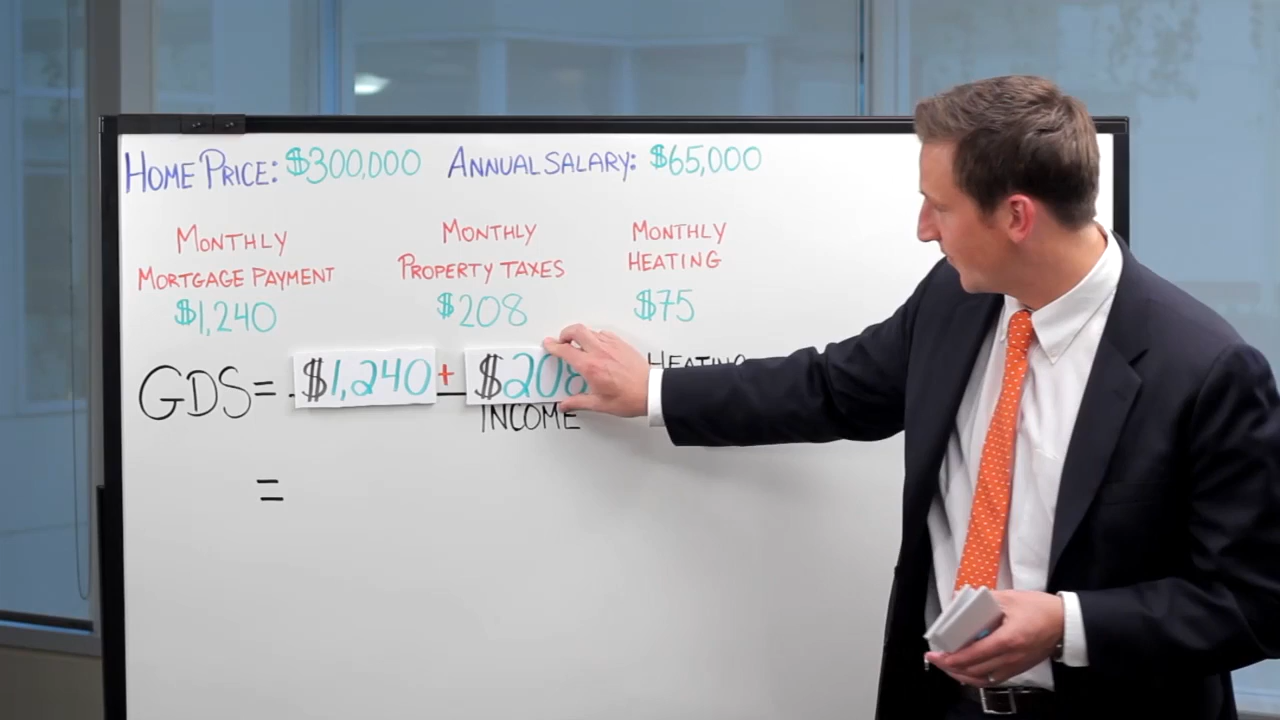 HOME PRICE: $300,000 ANNUAL SALARY: $65,000
MONTHLY
MORTGAGE PAYMENT
$1,240
MONTHLY
PROPERTY TAXES
$208
MONTHLY
HEATING
$75
GDS = $1,240 + $208 HEATING
INCOME
=